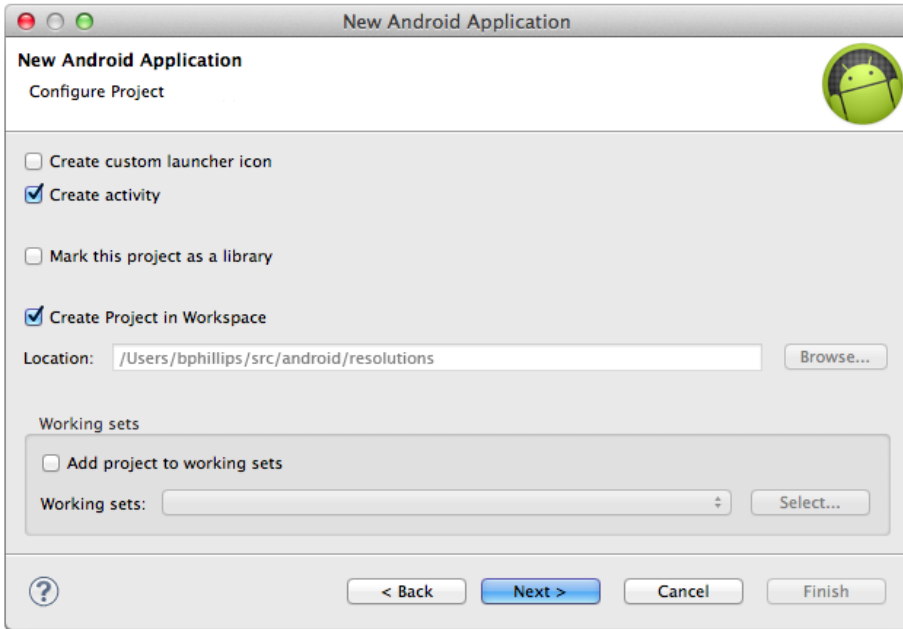 New Android Application
New Android Application
Configure Project
Create custom launcher icon
Create activity
Mark this project as a library
Create Project in Workspace
Location: /Users/bphillips/src/android/resolutions Browse...
Working sets
Add project to working sets
Working sets: Select...
? < Back Next > Cancel Finish